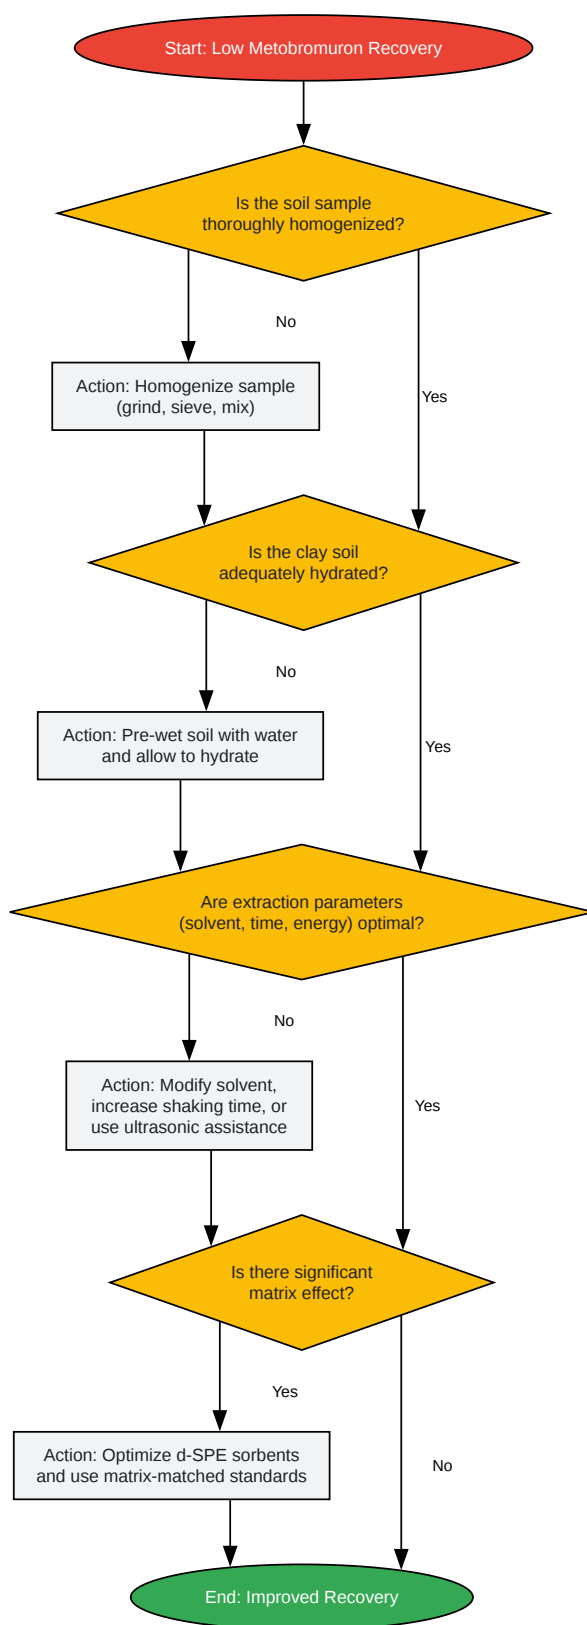 Start: Low Metobromuron Recovery
Is the soil sample
thoroughly homogenized?
No
Action: Homogenize sample
(grind, sieve, mix)
Yes
Is the clay soil
adequately hydrated?
No
Action: Pre-wet soil with water
and allow to hydrate
Yes
Are extraction parameters
(solvent, time, energy) optimal?
No
Action: Modify solvent,
increase shaking time, or
use ultrasonic assistance
Yes
Is there significant
matrix effect?
Yes
Action: Optimize d-SPE sorbents
and use matrix-matched standards
No
End: Improved Recovery